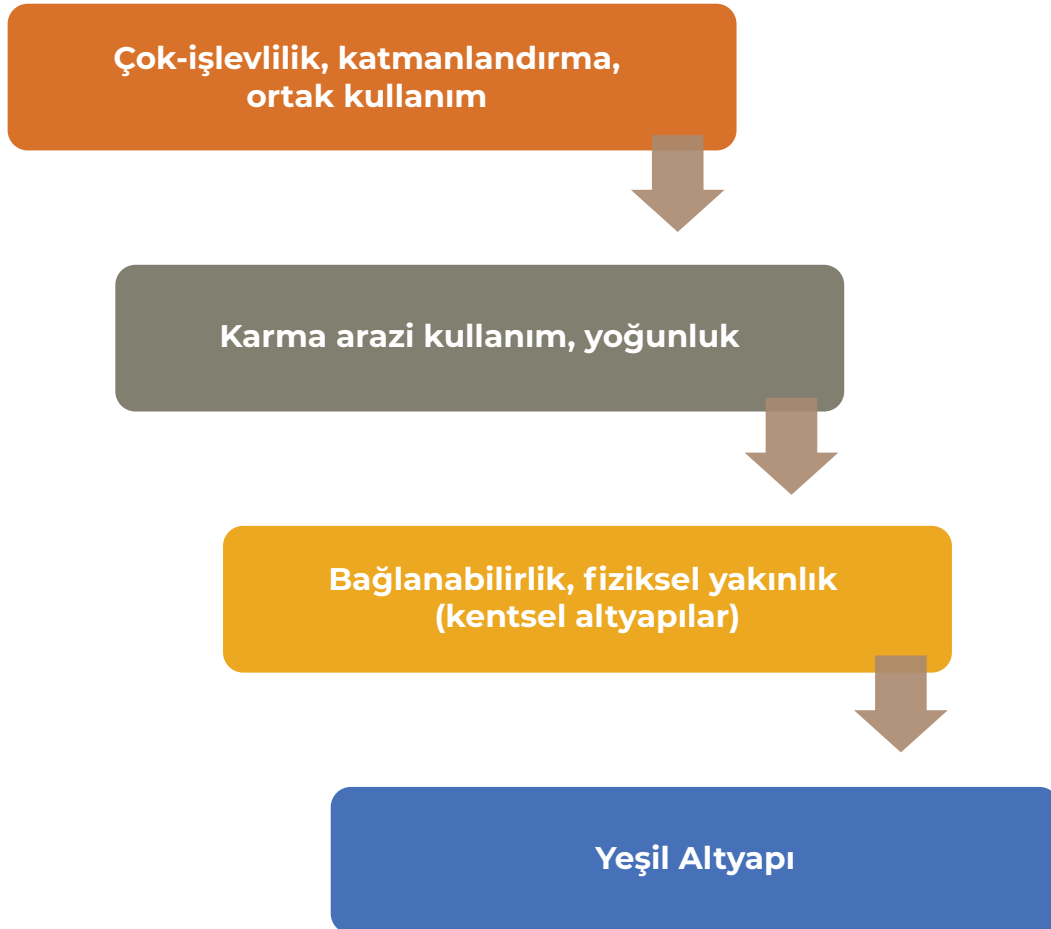 Çok-işlevlilik, katmanlandırma,
ortak kullanım
Karma arazi kullanım, yoğunluk
Bağlanabilirlik, fiziksel yakınlık
(kentsel altyapılar)
Yeşil Altyapı